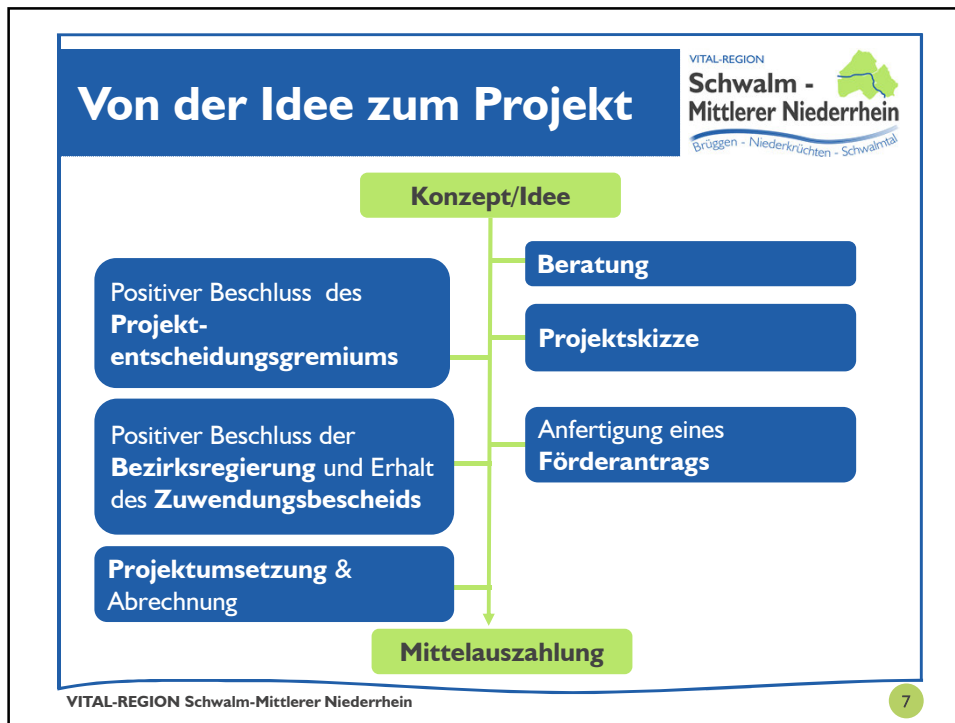 Von der Idee zum Projekt
VITAL-REGION
Schwalm -
Mittlerer Niederrhein
Brüggen - Niederkrüchten - Schwalmtal
Konzept/Idee
Beratung
Positiver Beschluss des
Projekt-
entscheidungsgremiums
Projektskizze
Positiver Beschluss der
Bezirksregierung und Erhalt
des Zuwendungsbescheids
Anfertigung eines
Förderantrags
Projektumsetzung &
Abrechnung
Mittelauszahlung
VITAL-REGION Schwalm-Mittlerer Niederrhein
7